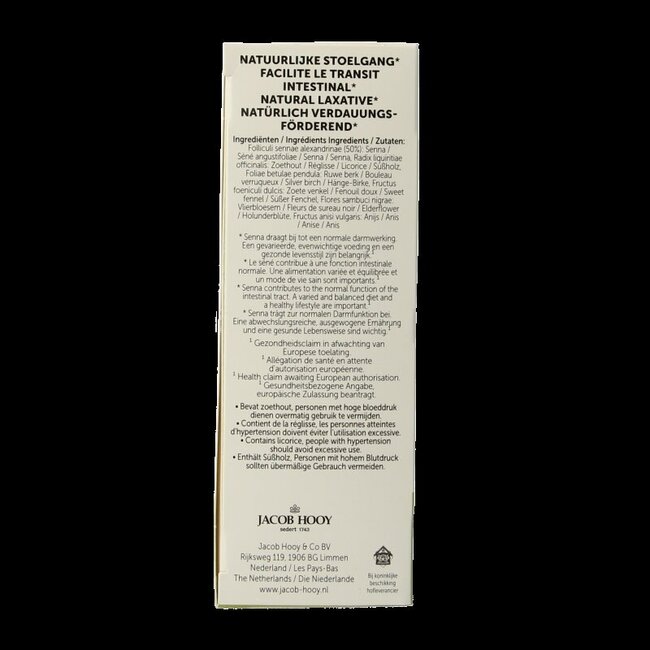 NATUURLIJKE STOELGANG*
FACILITE LE TRANSIT
INTESTINAL*
NATURAL LAXATIVE*
NATÜRLICH VERDAUUNGS-
FÖRDEREND*
Ingrediënten / Ingrédients Ingredients / Zutaten:
Folliculi sennae alexandrinae (50%): Senna /
Séné angustifoliae / Senna / Senna, Radix liquiritiae
officinalis: Zoethout / Réglisse / Licorice / Süßholz,
Foliae betulae pendula: Ruwe berk / Bouleau
verruqueux / Silver birch / Hange-Birke, Fructus
foeniculi dulcis: Zoete venkel / Fenouil doux / Sweet
fennel / Süßer Fenchel, Flores sambuci nigrae:
Vlierbloesem / Fleurs de sureau noir / Elderflower
/ Holunderblüte, Fructus anisi vulgaris: Anijs / Anis
/ Anise / Anis
* Senna draagt bij tot een normale darmwerking.
Een gevarieerde, evenwichtige voeding en een
gezonde levensstijl zijn belangrijk.¹
* Le séné contribue à une fonction intestinale
normale. Une alimentation variée et équilibrée et
un mode de vie sain sont importants.¹
* Senna contributes to the normal function of the
intestinal tract. A varied and balanced diet and
a healthy lifestyle are important.¹
* Senna trägt zur normalen Darmfunktion bei.
Eine abwechslungsreiche, ausgewogene Ernährung
und eine gesunde Lebensweise sind wichtig.¹
¹ Gezondheidsclaim in afwachting van
Europese toelating.
¹ Allégation de santé en attente
d'autorisation européenne.
¹ Health claim awaiting European authorisation.
¹ Gesundheitsbezogene Angabe,
europäische Zulassung beantragt.
• Bevat zoethout, personen met hoge bloeddruk
dienen overmatig gebruik te vermijden.
• Contient de la réglisse, les personnes atteintes
d'hypertension doivent éviter l'utilisation excessive.
• Contains licorice, people with hypertension
should avoid excessive use.
• Enthält Süßholz, Personen mit hohem Blutdruck
sollten übermäßige Gebrauch vermeiden.
JACOB HOOY
sedert 1743
Jacob Hooy & Co BV
Rijksweg 119, 1906 BG Limmen
Nederland / Les Pays-Bas
The Netherlands / Die Niederlande
www.jacob-hooy.nl
Bij koninklijke
beschikking
hofleverancier